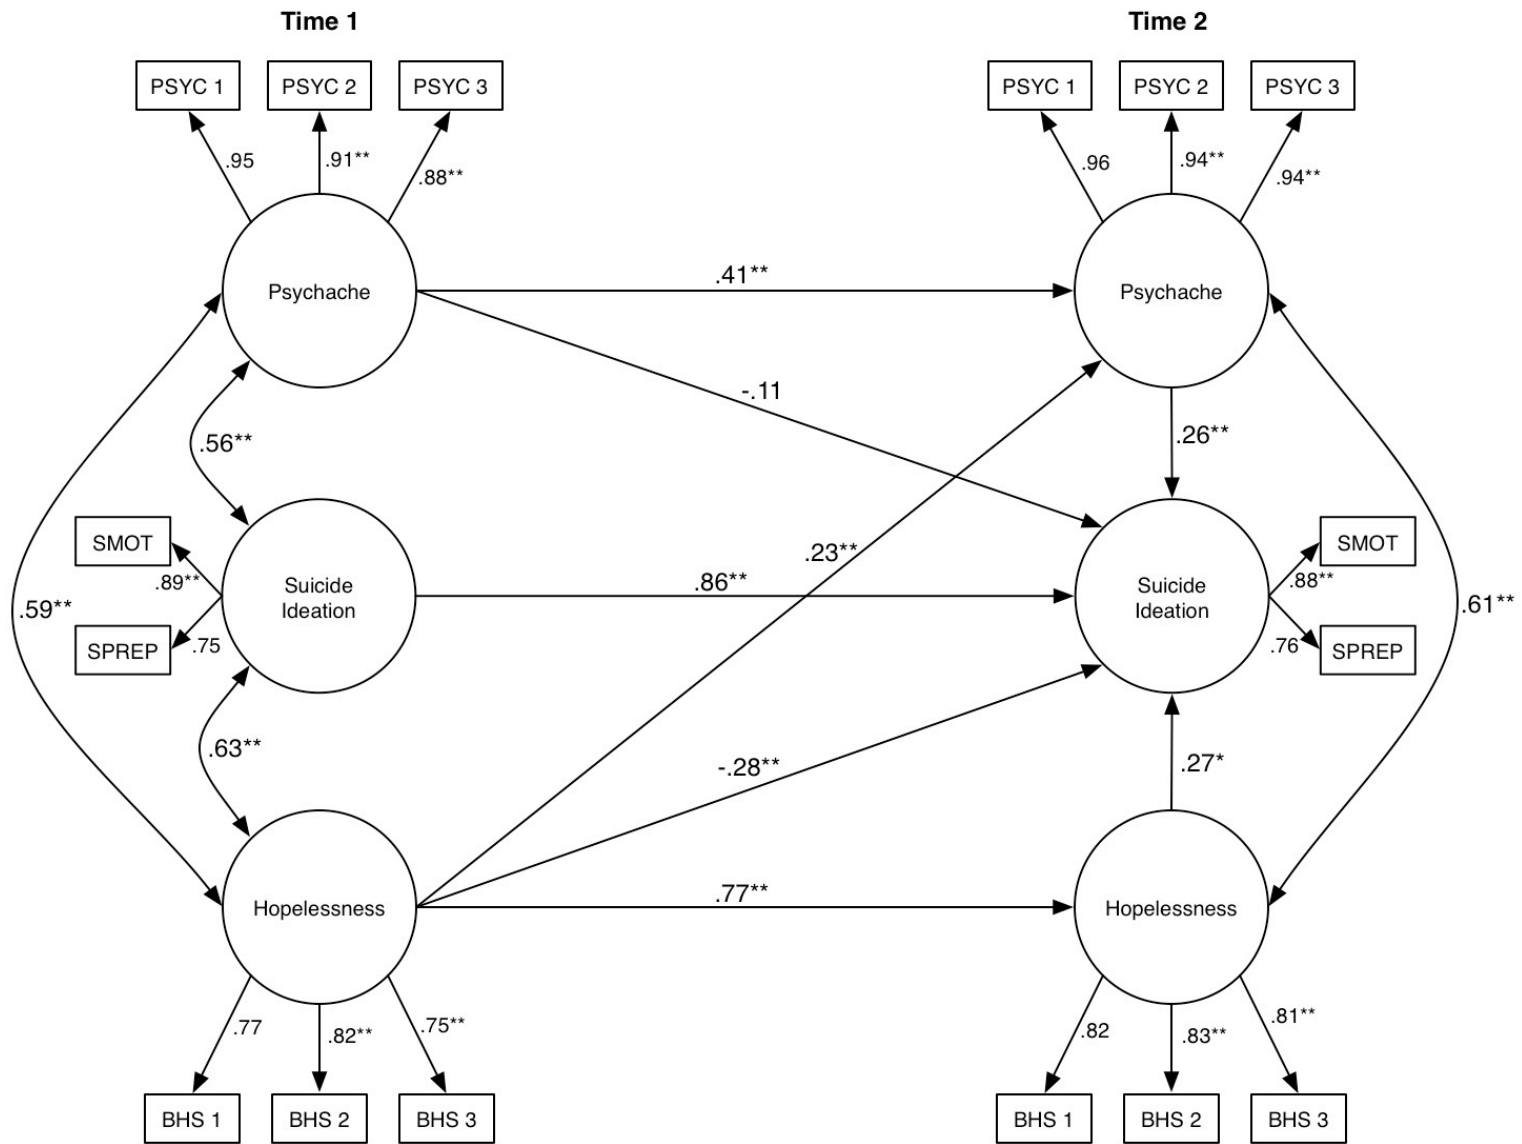 Time 1
Time 2
PSYC 1
PSYC 2
PSYC 3
PSYC 1
PSYC 2
PSYC 3
.95
.91**
.88**
.96
.94**
.94**
Psychache
.41**
Psychache
-.11
.56**
.26**
SMOT
.89**
SPREP
.75
.59**
Suicide
Ideation
.86**
.23**
Suicide
Ideation
SMOT
.88**
.76
SPREP
.61**
.63**
-.28**
.27*
Hopelessness
.77**
Hopelessness
.77
.82**
.75**
.82
.83**
.81**
BHS 1
BHS 2
BHS 3
BHS 1
BHS 2
BHS 3